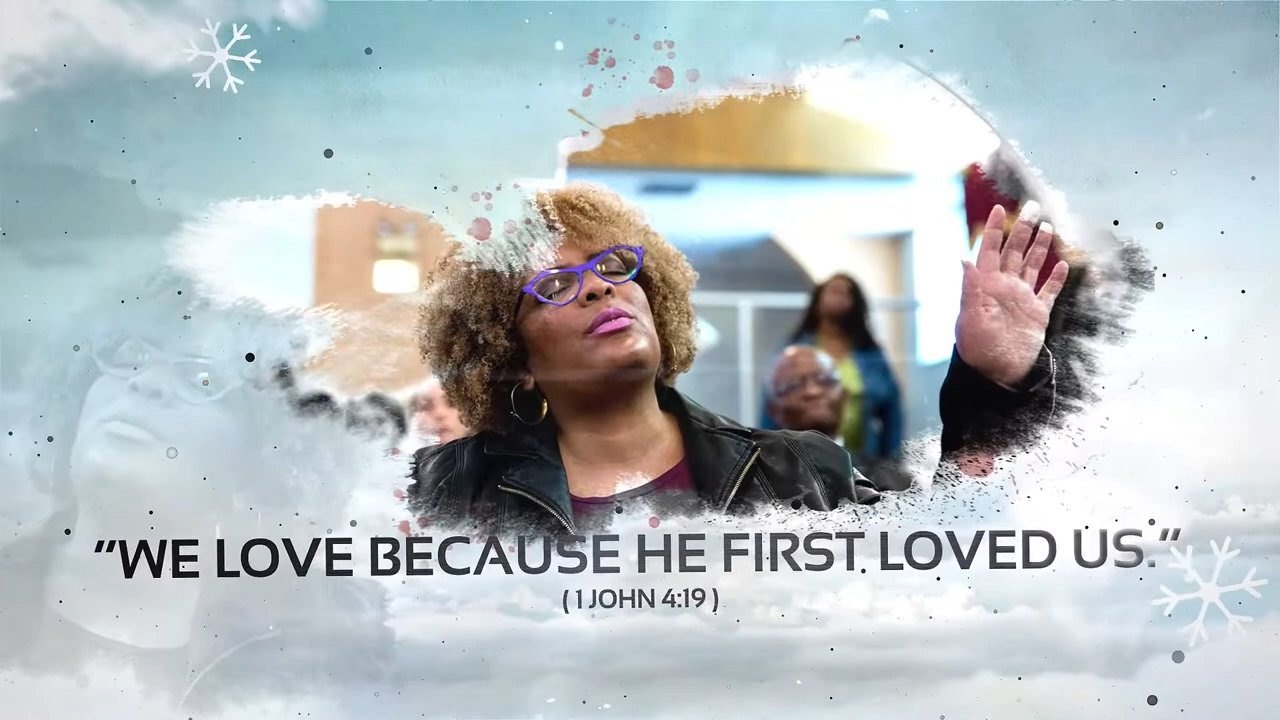 “WE LOVE BECAUSE HE FIRST LOVED US.“
( 1 JOHN 4:19 )